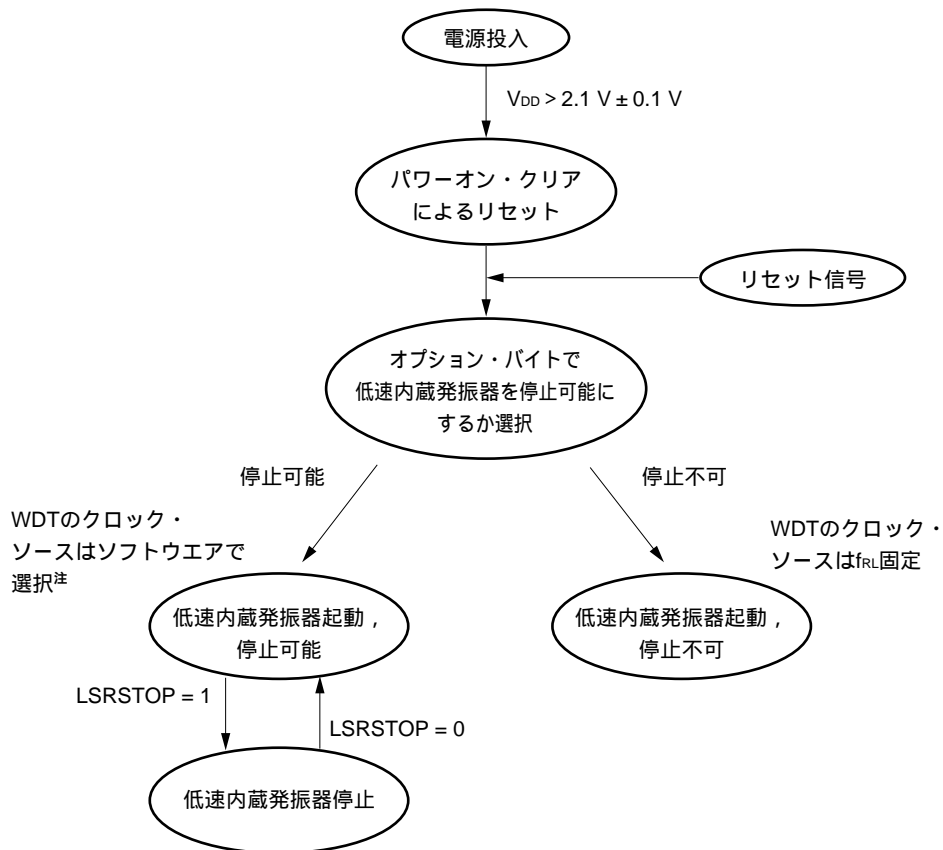 電源投入
VDD > 2.1 V ± 0.1 V
パワーオン・クリア
によるリセット
リセット信号
オプション・バイトで
低速内蔵発振器を停止可能に
するか選択
停止可能
停止不可
WDTのクロック・
ソースはソフトウエアで
選択注
WDTのクロック・
ソースはfRL固定
低速内蔵発振器起動，
停止可能
低速内蔵発振器起動，
停止不可
LSRSTOP = 1
LSRSTOP = 0
低速内蔵発振器停止